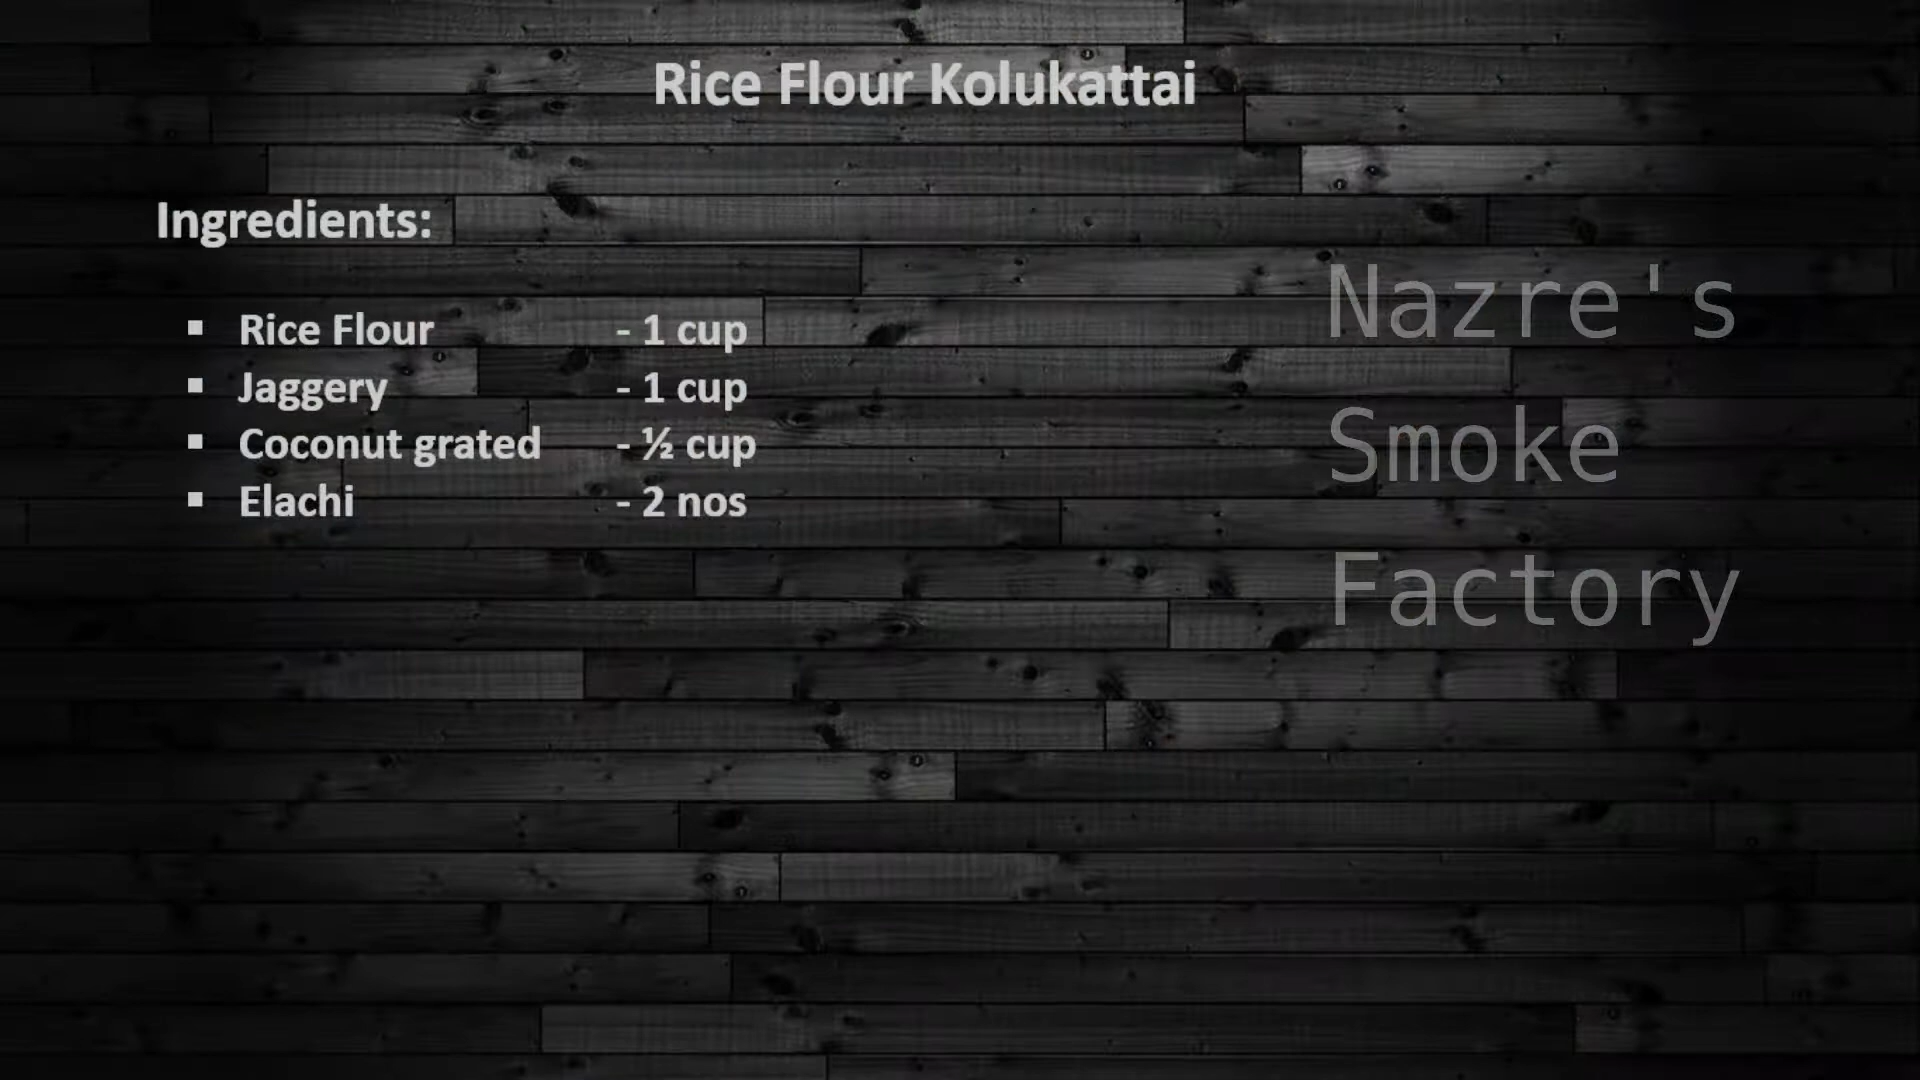 Rice Flour Kolukattai
Ingredients:
▪ Rice Flour - 1 cup
▪ Jaggery - 1 cup
▪ Coconut grated - ½ cup
▪ Elachi - 2 nos
Nazre's
Smoke
Factory